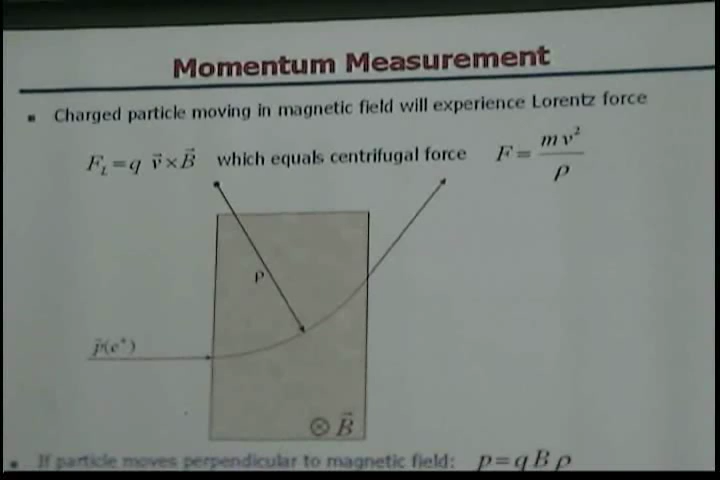 Momentum Measurement
▪ Charged particle moving in magnetic field will experience Lorentz force
F_L = q v⃗ × B⃗ which equals centrifugal force F = mv²/ρ
ρ
p⃗(e⁺)
⊗ B⃗
▪ If particle moves perpendicular to magnetic field: p = q B ρ